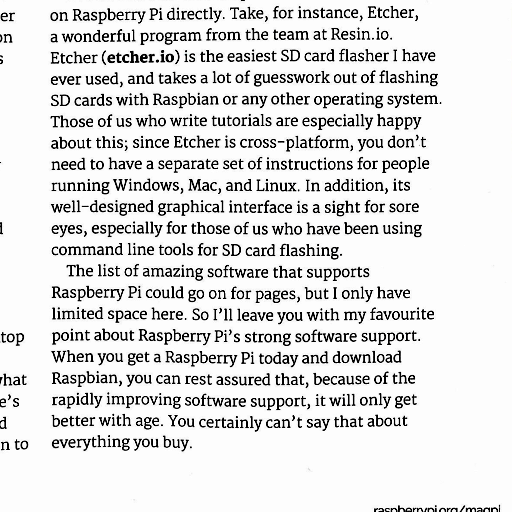 er
on
s
d
top
what
e's
d
n to
on Raspberry Pi directly. Take, for instance, Etcher,
a wonderful program from the team at Resin.io.
Etcher (etcher.io) is the easiest SD card flasher I have
ever used, and takes a lot of guesswork out of flashing
SD cards with Raspbian or any other operating system.
Those of us who write tutorials are especially happy
about this; since Etcher is cross-platform, you don't
need to have a separate set of instructions for people
running Windows, Mac, and Linux. In addition, its
well-designed graphical interface is a sight for sore
eyes, especially for those of us who have been using
command line tools for SD card flashing.
The list of amazing software that supports
Raspberry Pi could go on for pages, but I only have
limited space here. So I'll leave you with my favourite
point about Raspberry Pi's strong software support.
When you get a Raspberry Pi today and download
Raspbian, you can rest assured that, because of the
rapidly improving software support, it will only get
better with age. You certainly can't say that about
everything you buy.
raspberrypi.org/magpi